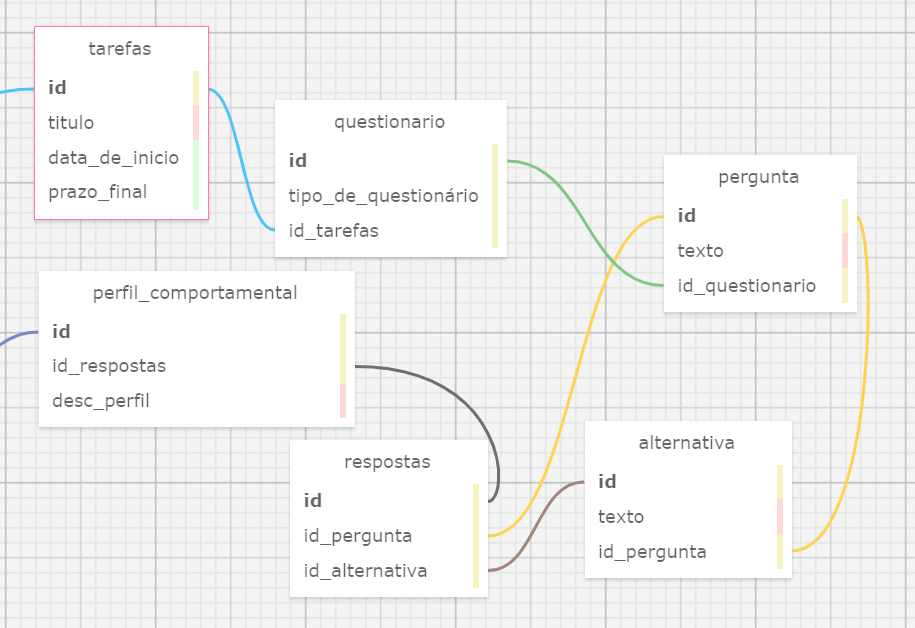 tarefas
id
titulo
data_de_inicio
prazo_final
questionario
id
tipo_de_questionário
id_tarefas
pergunta
id
texto
id_questionario
perfil_comportamental
id
id_respostas
desc_perfil
respostas
id
id_pergunta
id_alternativa
alternativa
id
texto
id_pergunta